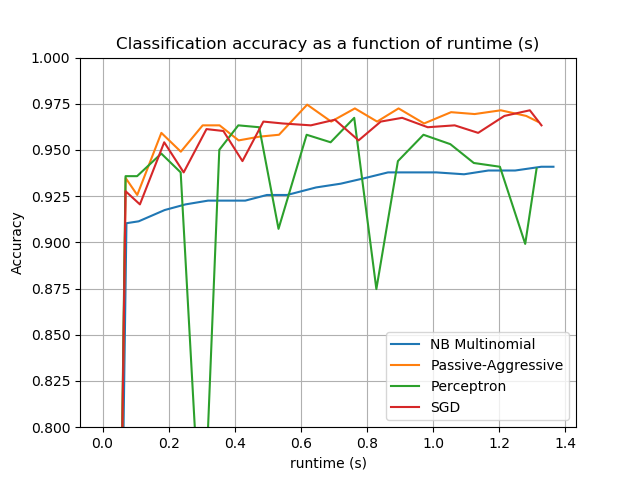 Classification accuracy as a function of runtime (s)
1.000
0.975
0.950
0.925
0.900
0.875
0.850
0.825
0.800
Accuracy
NB Multinomial
Passive-Aggressive
Perceptron
SGD
0.0 0.2 0.4 0.6 0.8 1.0 1.2 1.4
runtime (s)